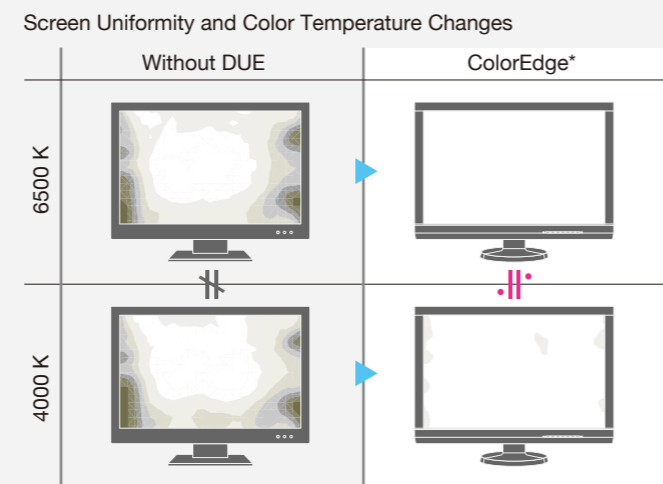 Screen Uniformity and Color Temperature Changes
Without DUE
ColorEdge*
6500 K
4000 K